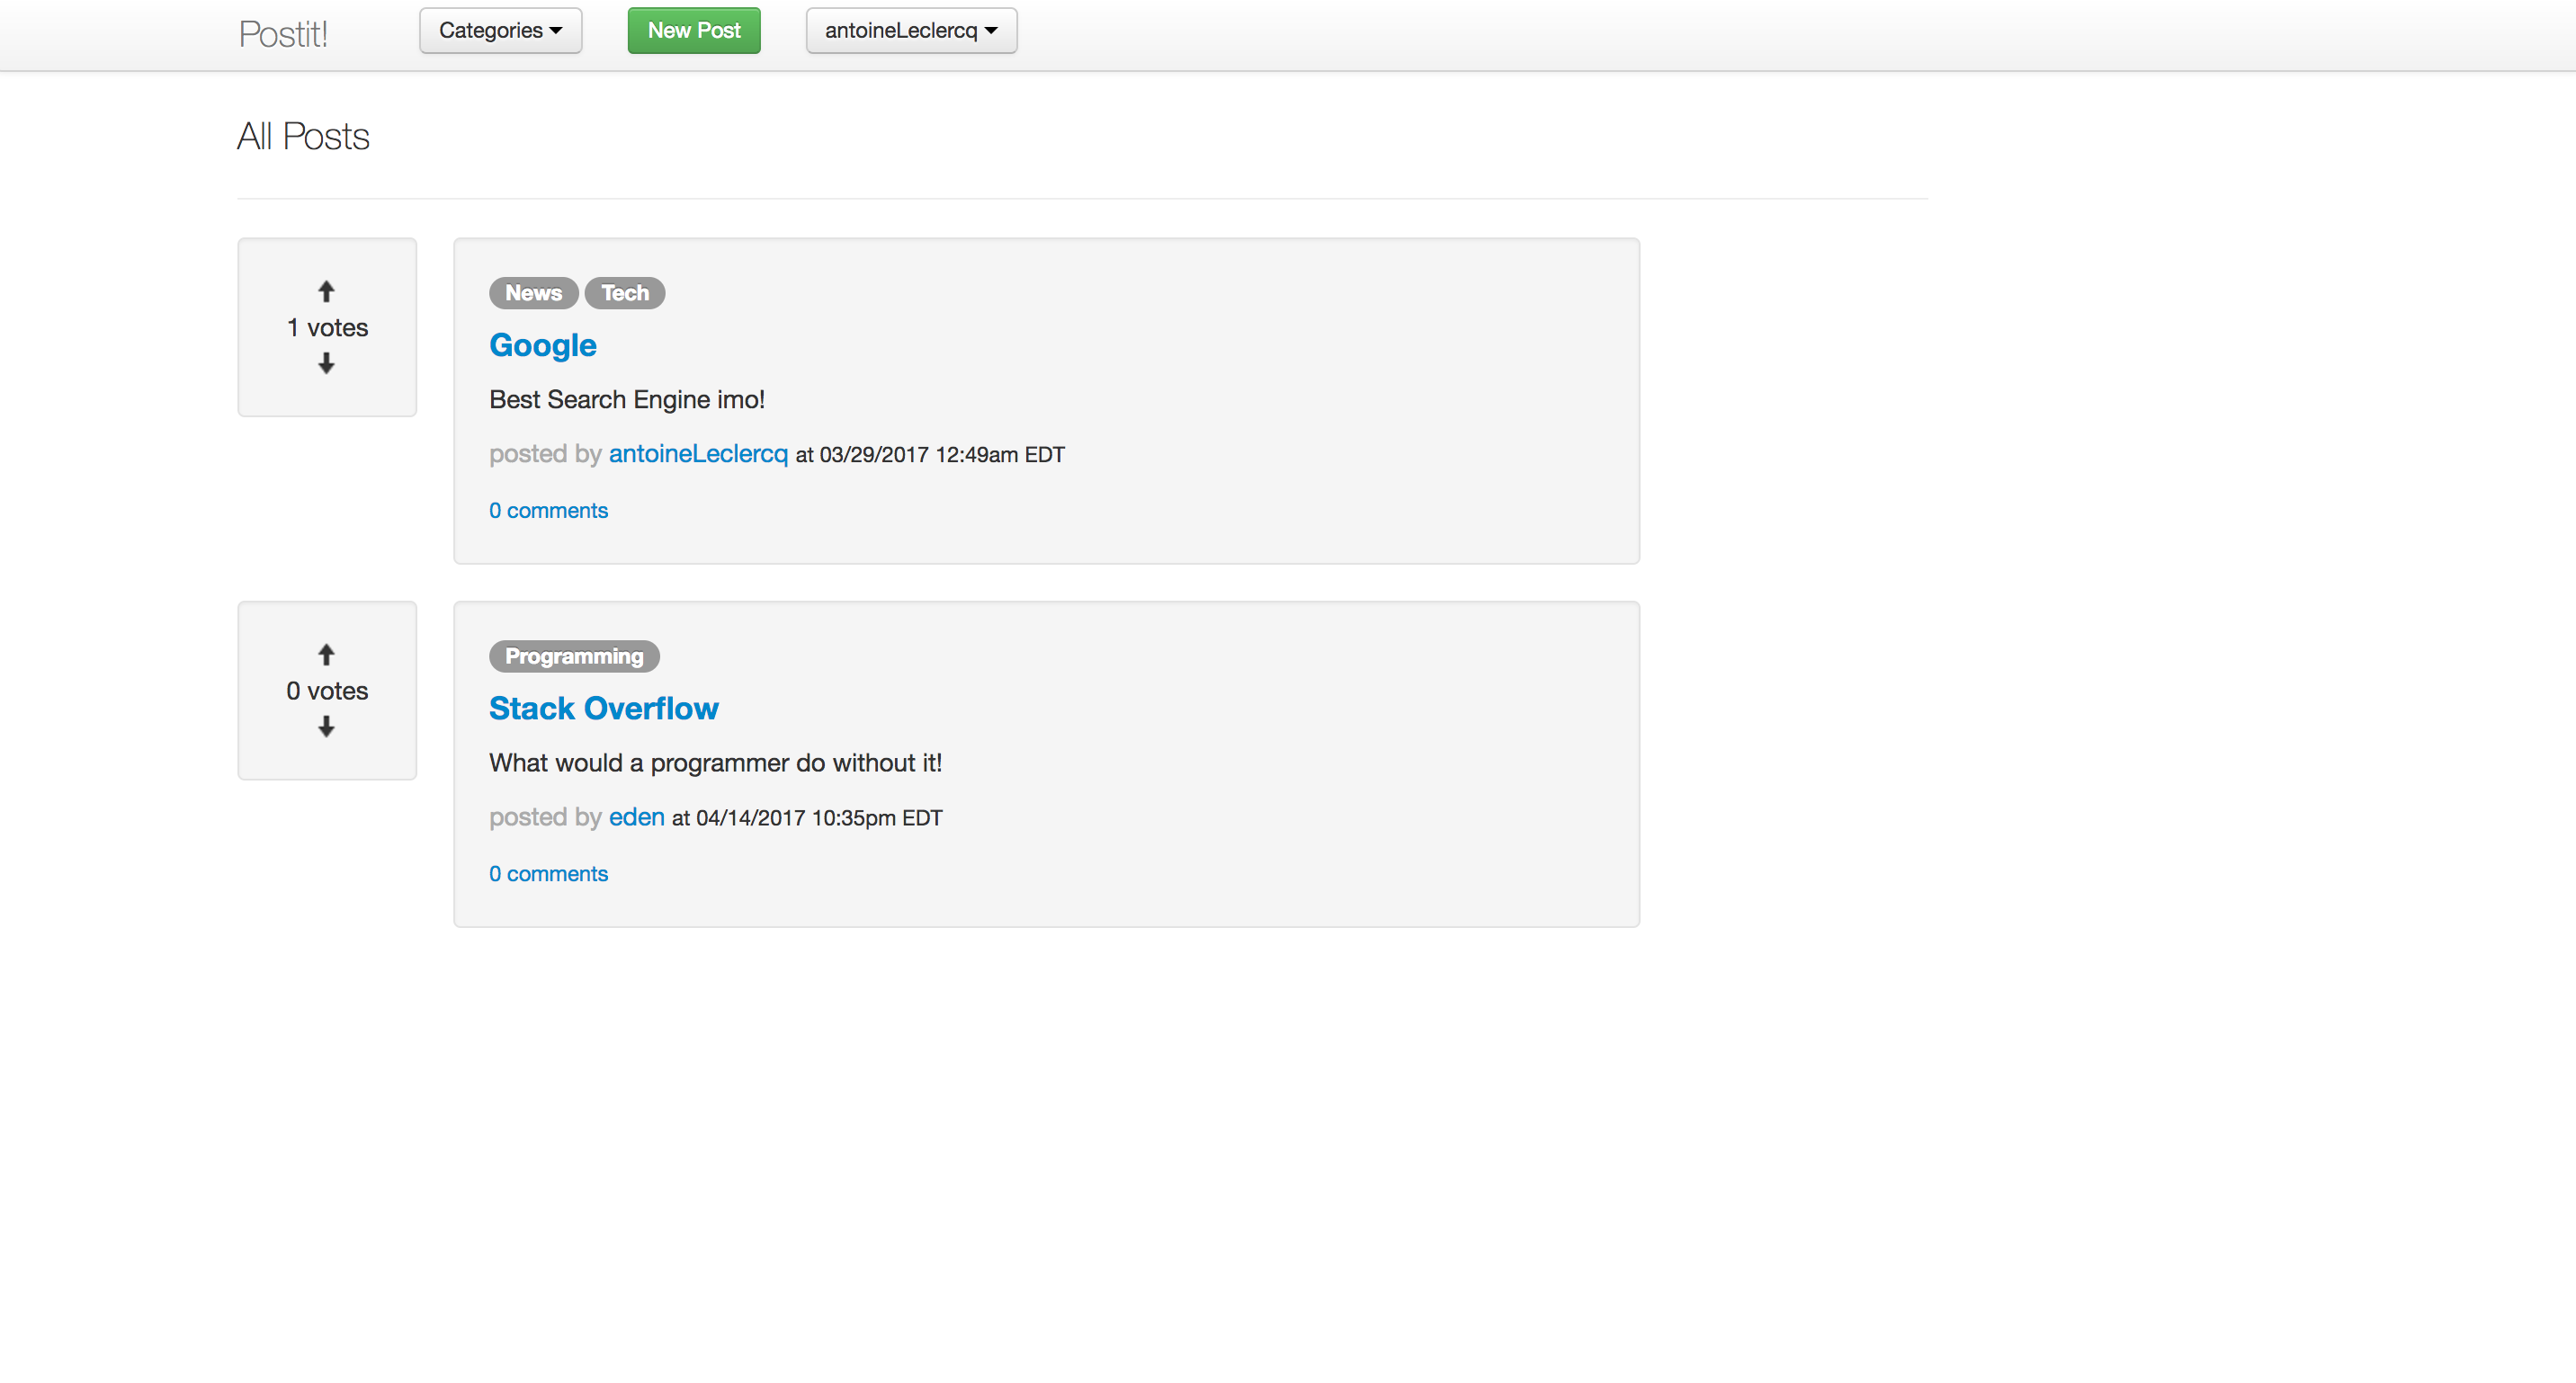 Postit! Categories New Post antoineLeclercq
All Posts
1 votes
News Tech
Google
Best Search Engine imo!
posted by antoineLeclercq at 03/29/2017 12:49am EDT
0 comments
0 votes
Programming
Stack Overflow
What would a programmer do without it!
posted by eden at 04/14/2017 10:35pm EDT
0 comments